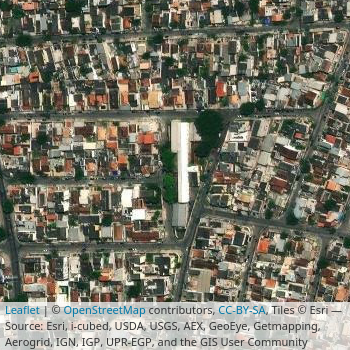 Leaflet | © OpenStreetMap contributors, CC-BY-SA, Tiles © Esri —
Source: Esri, i-cubed, USDA, USGS, AEX, GeoEye, Getmapping,
Aerogrid, IGN, IGP, UPR-EGP, and the GIS User Community